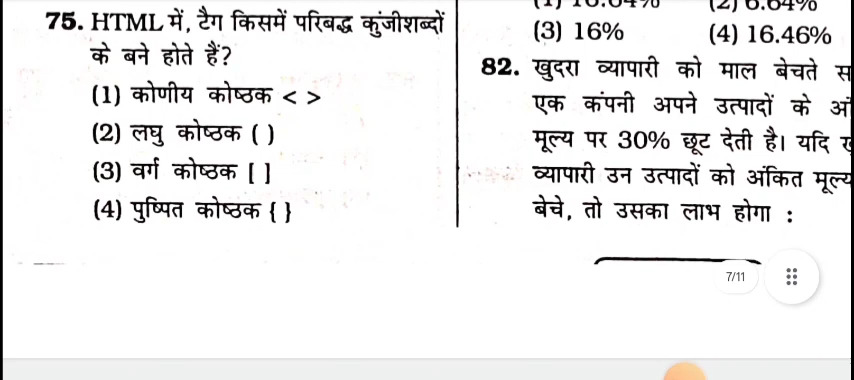 75. HTML में, टैग किसमें परिबद्ध कुंजीशब्दों
के बने होते हैं?
(1) कोणीय कोष्ठक < >
(2) लघु कोष्ठक ( )
(3) वर्ग कोष्ठक [ ]
(4) पुष्पित कोष्ठक { }
(3) 16% (4) 16.46%
82. खुदरा व्यापारी को माल बेचते
एक कंपनी अपने उत्पादों के
मूल्य पर 30% छूट देती है। यदि
व्यापारी उन उत्पादों को अंकित मूल्य
बेचे, तो उसका लाभ होगा :
7/11